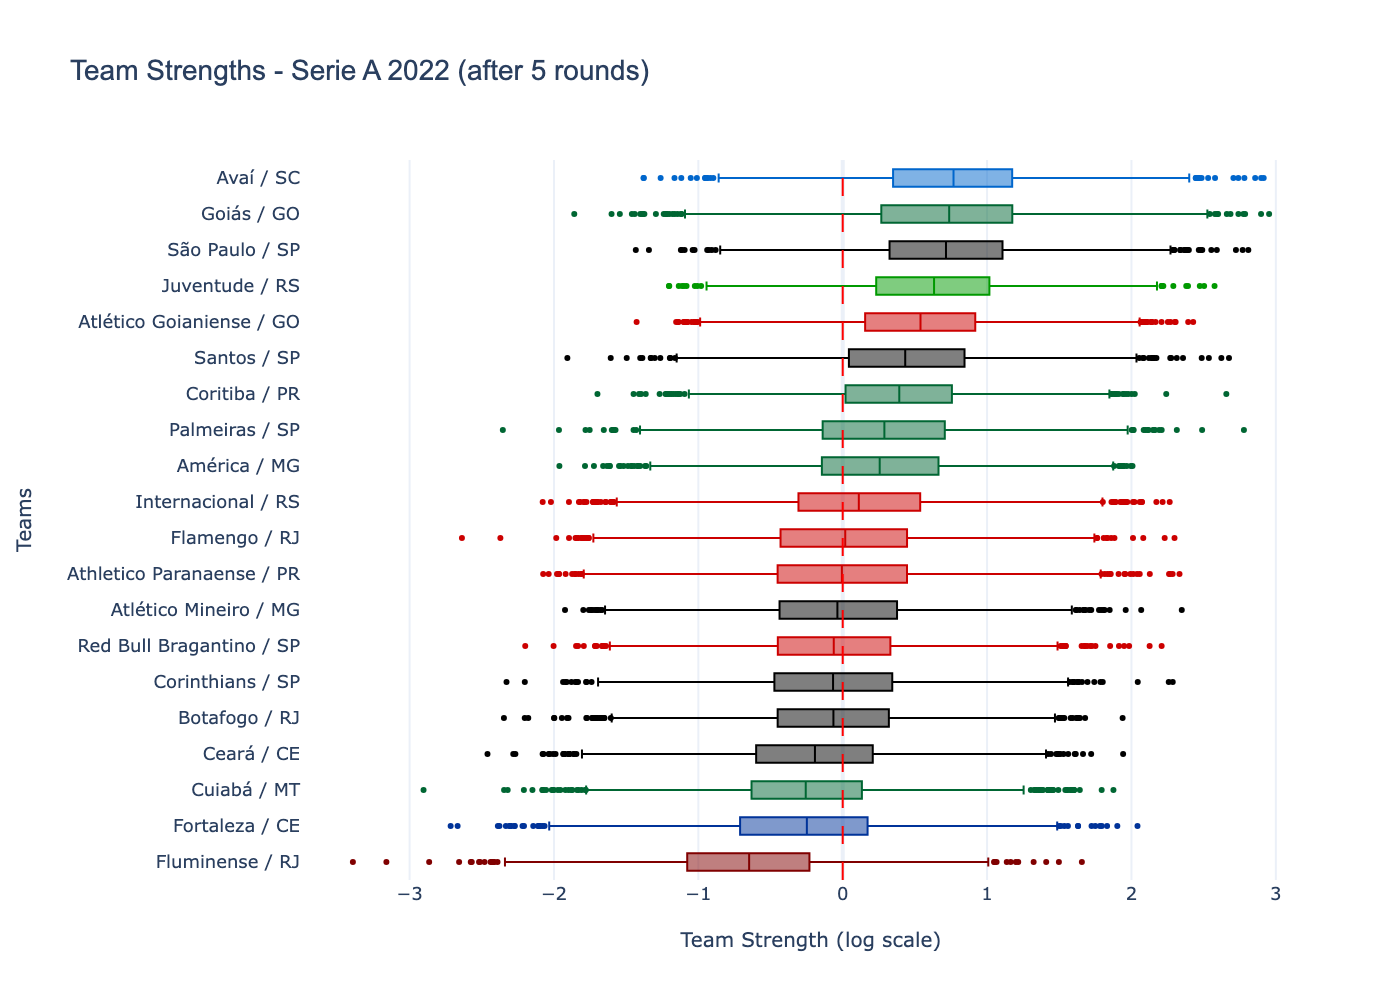 Team Strengths - Serie A 2022 (after 5 rounds)
Avaí / SC
Goiás / GO
São Paulo / SP
Juventude / RS
Atlético Goianiense / GO
Santos / SP
Coritiba / PR
Palmeiras / SP
América / MG
Internacional / RS
Flamengo / RJ
Athletico Paranaense / PR
Atlético Mineiro / MG
Red Bull Bragantino / SP
Corinthians / SP
Botafogo / RJ
Ceará / CE
Cuiabá / MT
Fortaleza / CE
Fluminense / RJ
Teams
−3 −2 −1 0 1 2 3
Team Strength (log scale)